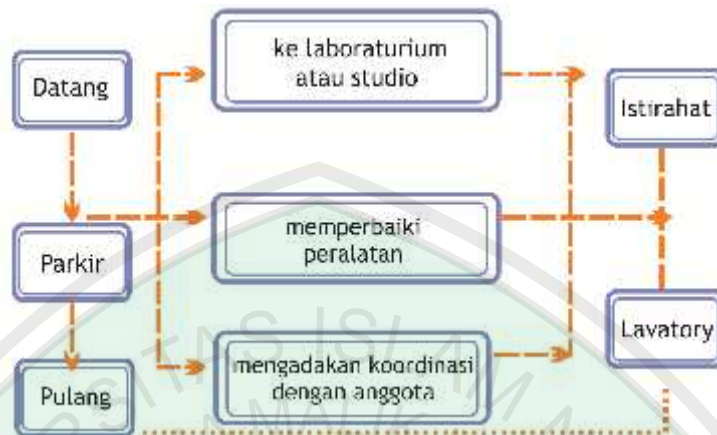 Datang
Parkir
Pulang
ke laboraturium
atau studio
memperbaiki
peralatan
mengadakan koordinasi
dengan anggota
Istirahat
Lavatory